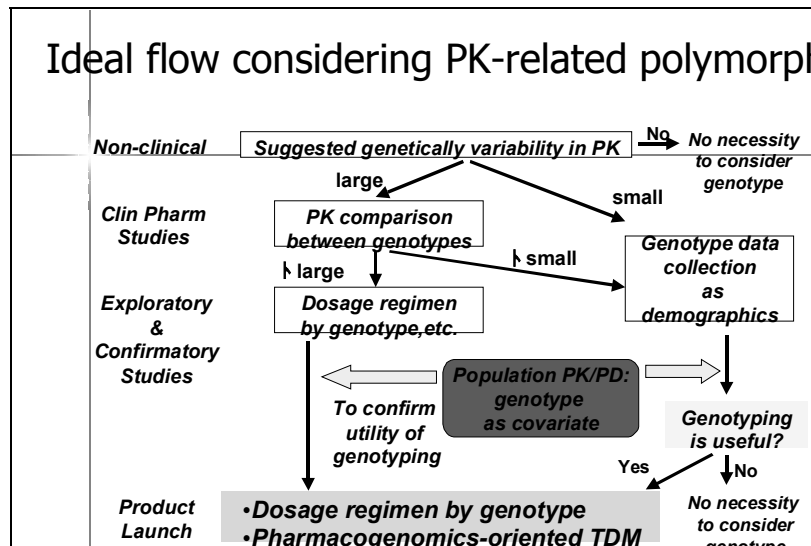 Ideal flow considering PK-related polymorph
Non-clinical
Suggested genetically variability in PK
No
No necessity
to consider
genotype
large
small
Clin Pharm
Studies
PK comparison
between genotypes
Genotype data
collection
as
demographics
large
small
Exploratory
&
Confirmatory
Studies
Dosage regimen
by genotype,etc.
Population PK/PD:
genotype
as covariate
To confirm
utility of
genotyping
Genotyping
is useful?
Yes
No
Product
Launch
•Dosage regimen by genotype
•Pharmacogenomics-oriented TDM
No necessity
to consider
genotype